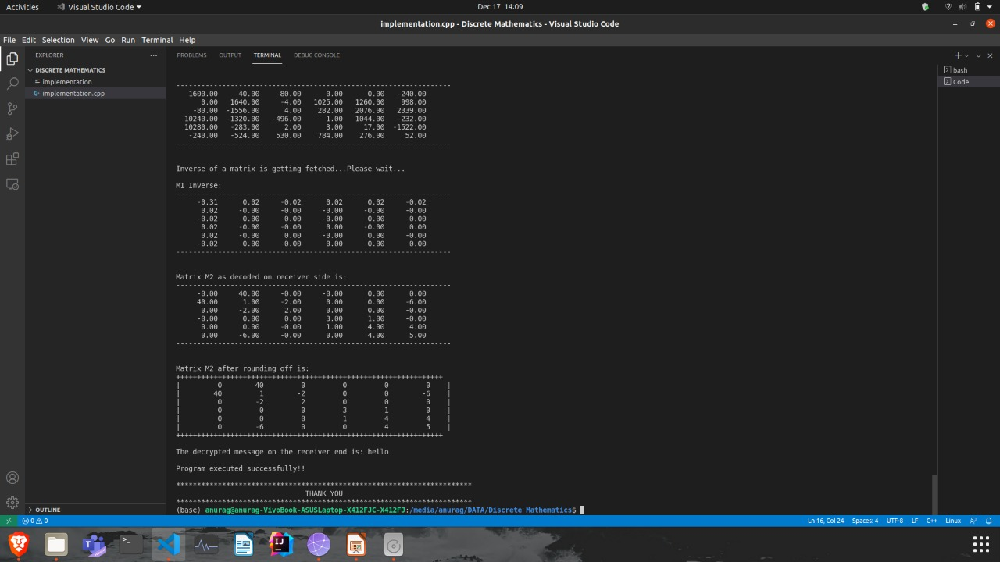 Activities Visual Studio Code Dec 17 14:09
implementation.cpp - Discrete Mathematics - Visual Studio Code
File Edit Selection View Go Run Terminal Help
EXPLORER ... PROBLEMS OUTPUT TERMINAL DEBUG CONSOLE
DISCRETE MATHEMATICS
implementation
implementation.cpp
bash
Code
-----------------------------------------------------------------
1600.00 40.00 -80.00 0.00 0.00 -240.00
0.00 1640.00 -4.00 1025.00 1260.00 998.00
-80.00 -1556.00 4.00 282.00 2076.00 2339.00
10240.00 -1320.00 -496.00 1.00 1044.00 -232.00
10280.00 -283.00 2.00 3.00 17.00 -1522.00
-240.00 -524.00 530.00 784.00 276.00 52.00
-----------------------------------------------------------------
Inverse of a matrix is getting fetched...Please wait...
M1 Inverse:
-----------------------------------------------------------------
-0.31 0.02 -0.02 0.02 0.02 -0.02
0.02 -0.00 -0.00 -0.00 -0.00 -0.00
-0.02 -0.00 0.00 -0.00 0.00 -0.00
0.02 -0.00 0.00 0.00 -0.00 0.00
0.02 -0.00 0.00 -0.00 0.00 -0.00
-0.02 -0.00 0.00 0.00 -0.00 0.00
-----------------------------------------------------------------
Matrix M2 as decoded on receiver side is:
-----------------------------------------------------------------
-0.00 40.00 -0.00 -0.00 0.00 0.00
40.00 1.00 -2.00 0.00 0.00 -6.00
0.00 -2.00 2.00 0.00 0.00 -0.00
-0.00 0.00 0.00 3.00 1.00 -0.00
0.00 0.00 -0.00 1.00 4.00 4.00
0.00 -6.00 -0.00 0.00 4.00 5.00
-----------------------------------------------------------------
Matrix M2 after rounding off is:
++++++++++++++++++++++++++++++++++++++++++++++++++++++++++++++++
| 0 40 0 0 0 0 |
| 40 1 -2 0 0 -6 |
| 0 -2 2 0 0 0 |
| 0 0 0 3 1 0 |
| 0 0 0 1 4 4 |
| 0 -6 0 0 4 5 |
++++++++++++++++++++++++++++++++++++++++++++++++++++++++++++++++
The decrypted message on the receiver end is: hello
Program executed successfully!!
***********************************************************************
THANK YOU
***********************************************************************
(base) anurag@anurag-VivoBook-ASUSLaptop-X412FJC-X412FJ:/media/anurag/DATA/Discrete Mathematics$
OUTLINE
0 0 Ln 16, Col 24 Spaces: 4 UTF-8 LF C++ Linux